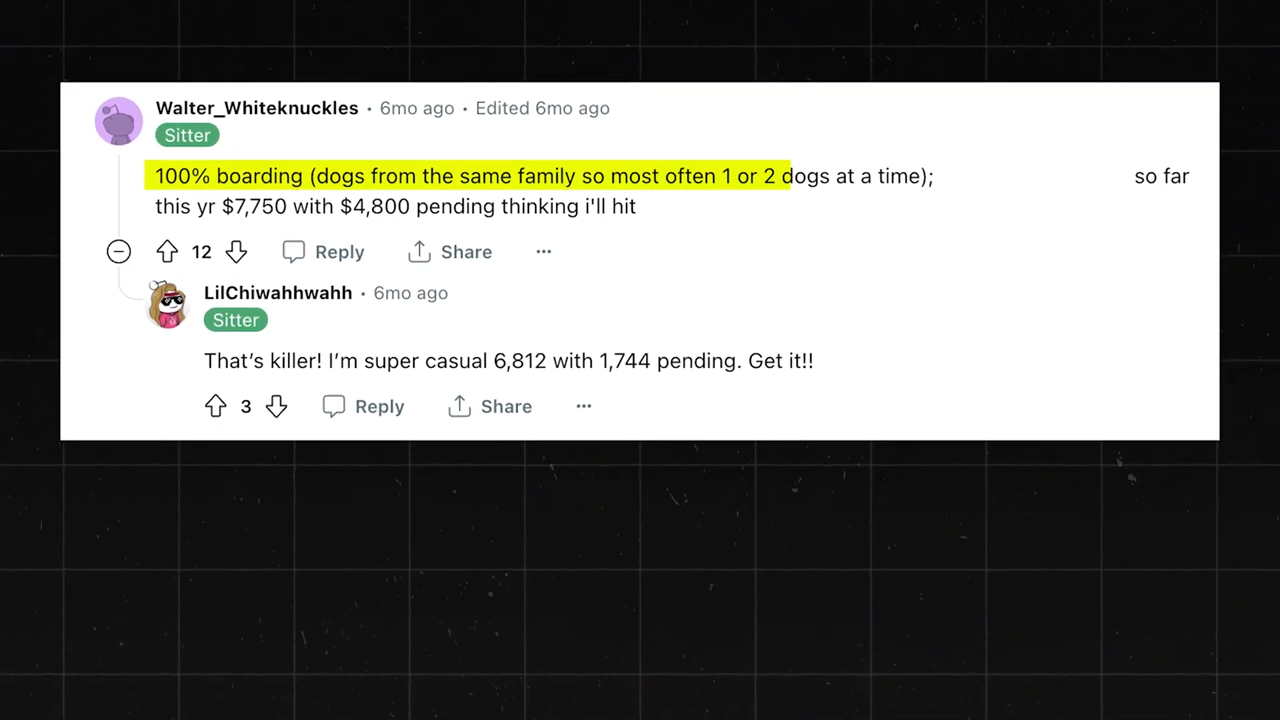 Walter_Whiteknuckles • 6mo ago • Edited 6mo ago
Sitter
100% boarding (dogs from the same family so most often 1 or 2 dogs at a time); so far
this yr $7,750 with $4,800 pending thinking i'll hit
12 Reply Share ...
LilChiwahhwahh • 6mo ago
Sitter
That’s killer! I’m super casual 6,812 with 1,744 pending. Get it!!
3 Reply Share ...